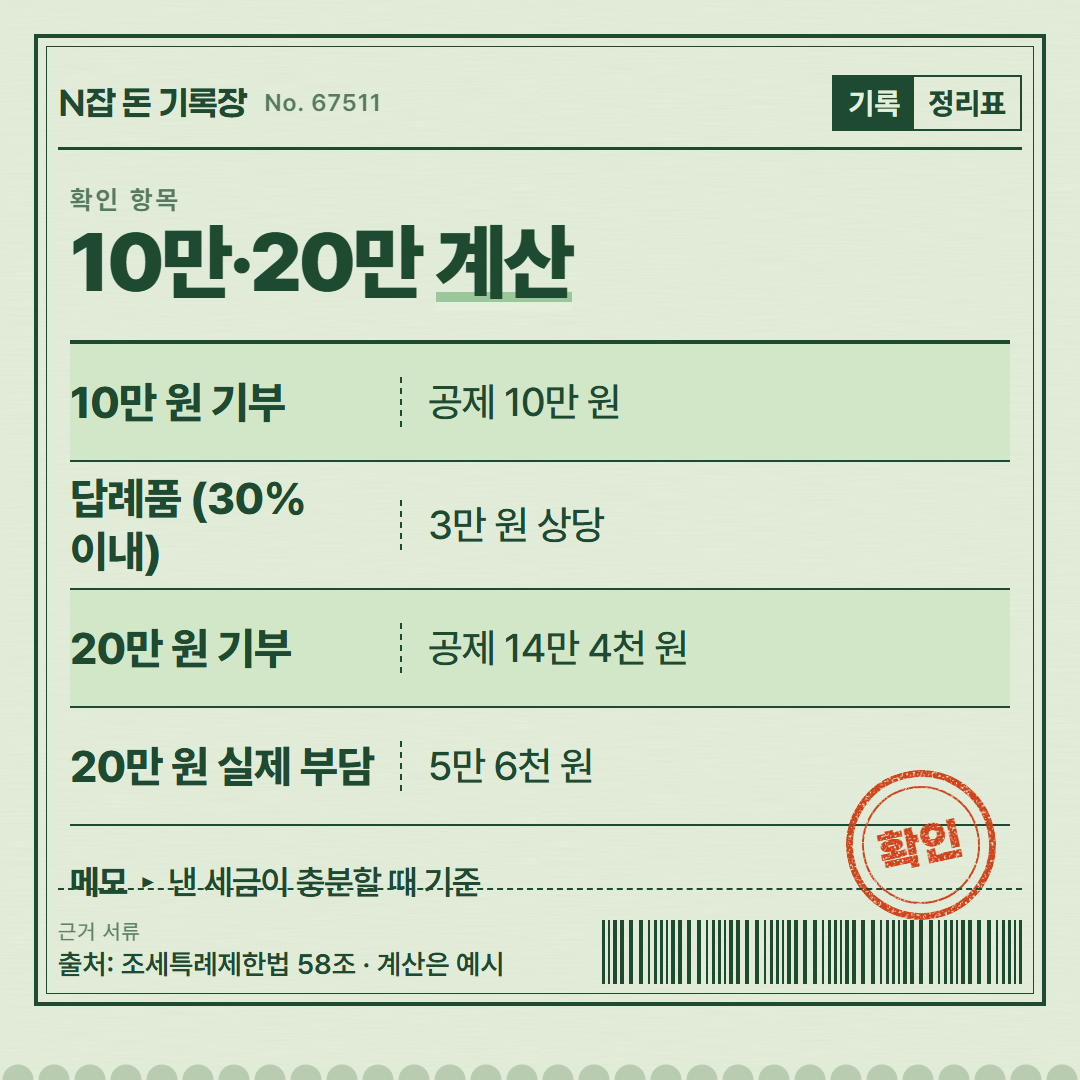 N잡 돈 기록장 No. 67511
기록 정리표
확인 항목
10만·20만 계산
10만 원 기부 공제 10만 원
답례품 (30%
이내) 3만 원 상당
20만 원 기부 공제 14만 4천 원
20만 원 실제 부담 5만 6천 원
확인
메모 ▸ 낸 세금이 충분할 때 기준
근거 서류
출처: 조세특례제한법 58조 · 계산은 예시